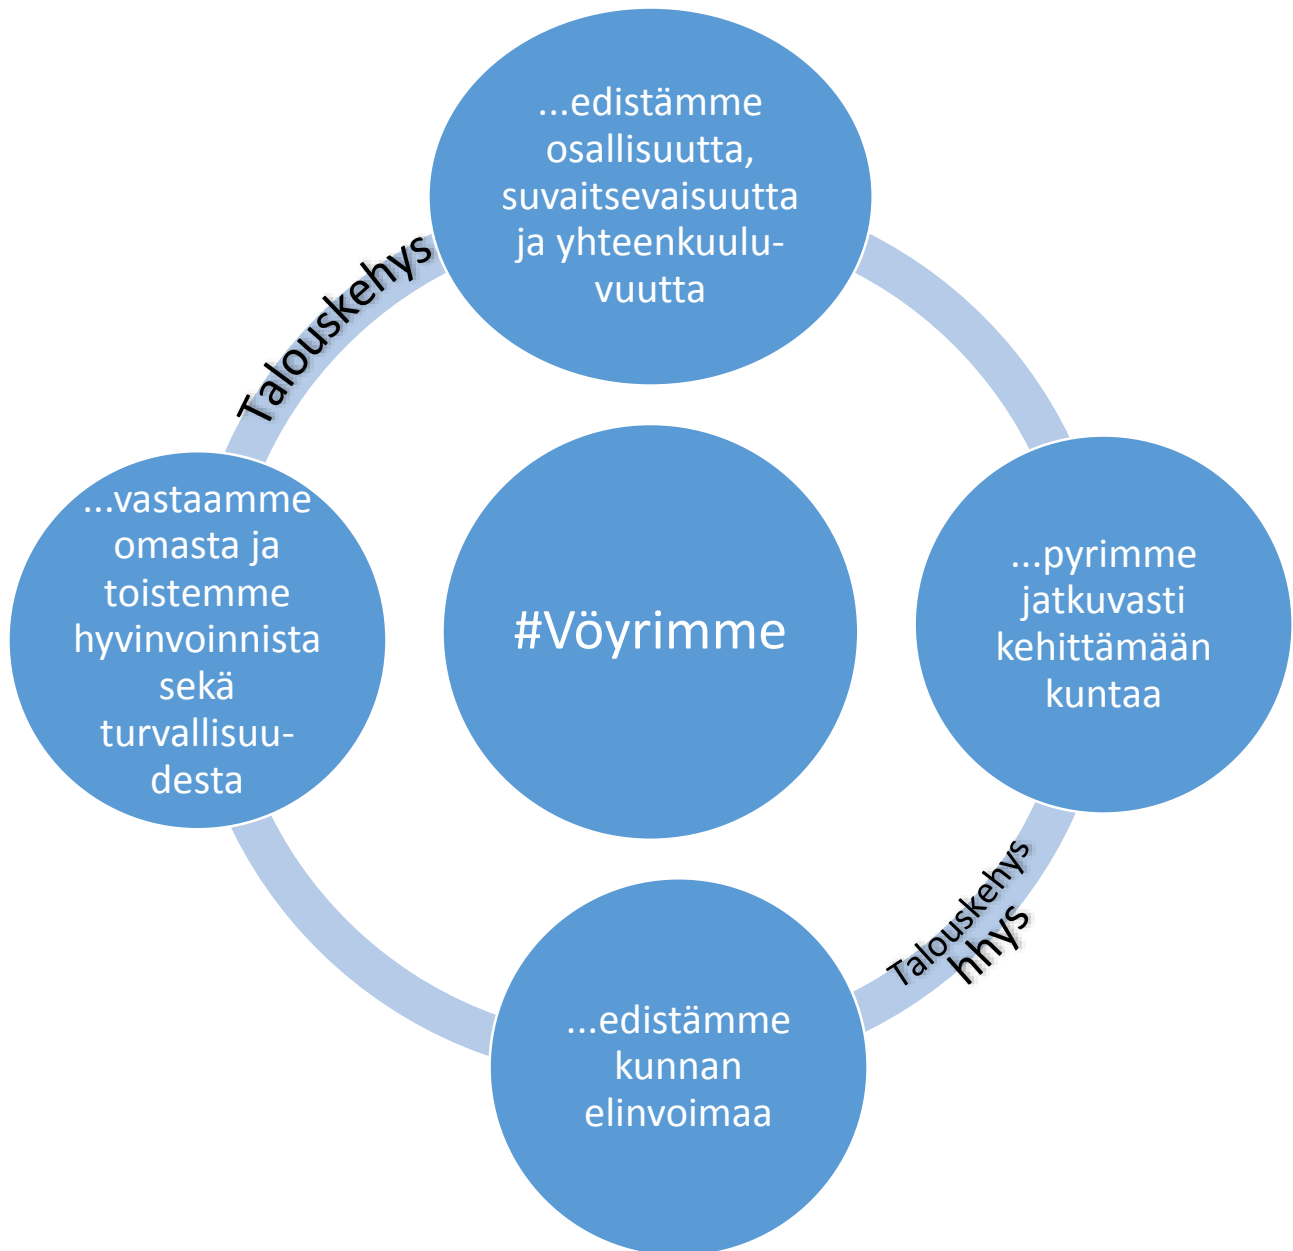 ...edistämme
osallisuutta,
suvaitsevaisuutta
ja yhteenkuulu-
vuutta
Talouskehys
...vastaamme
omasta ja
toistemme
hyvinvoinnista
sekä
turvallisuu-
desta
#Vöyrimme
...pyrimme
jatkuvasti
kehittämään
kuntaa
Talouskehys
hhys
...edistämme
kunnan
elinvoimaa